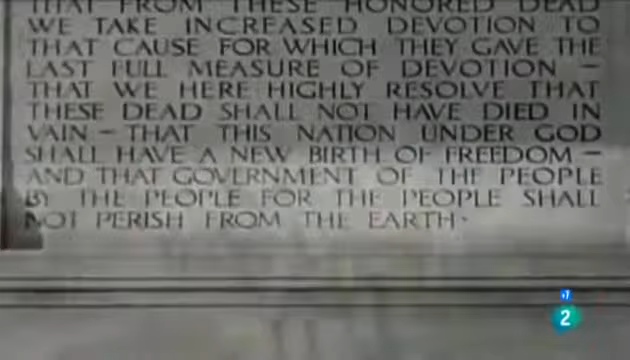 THAT FROM THESE HONORED DEAD
WE TAKE INCREASED DEVOTION TO
THAT CAUSE FOR WHICH THEY GAVE THE
LAST FULL MEASURE OF DEVOTION –
THAT WE HERE HIGHLY RESOLVE THAT
THESE DEAD SHALL NOT HAVE DIED IN
VAIN – THAT THIS NATION UNDER GOD
SHALL HAVE A NEW BIRTH OF FREEDOM –
AND THAT GOVERNMENT OF THE PEOPLE
BY THE PEOPLE FOR THE PEOPLE SHALL
NOT PERISH FROM THE EARTH·
2